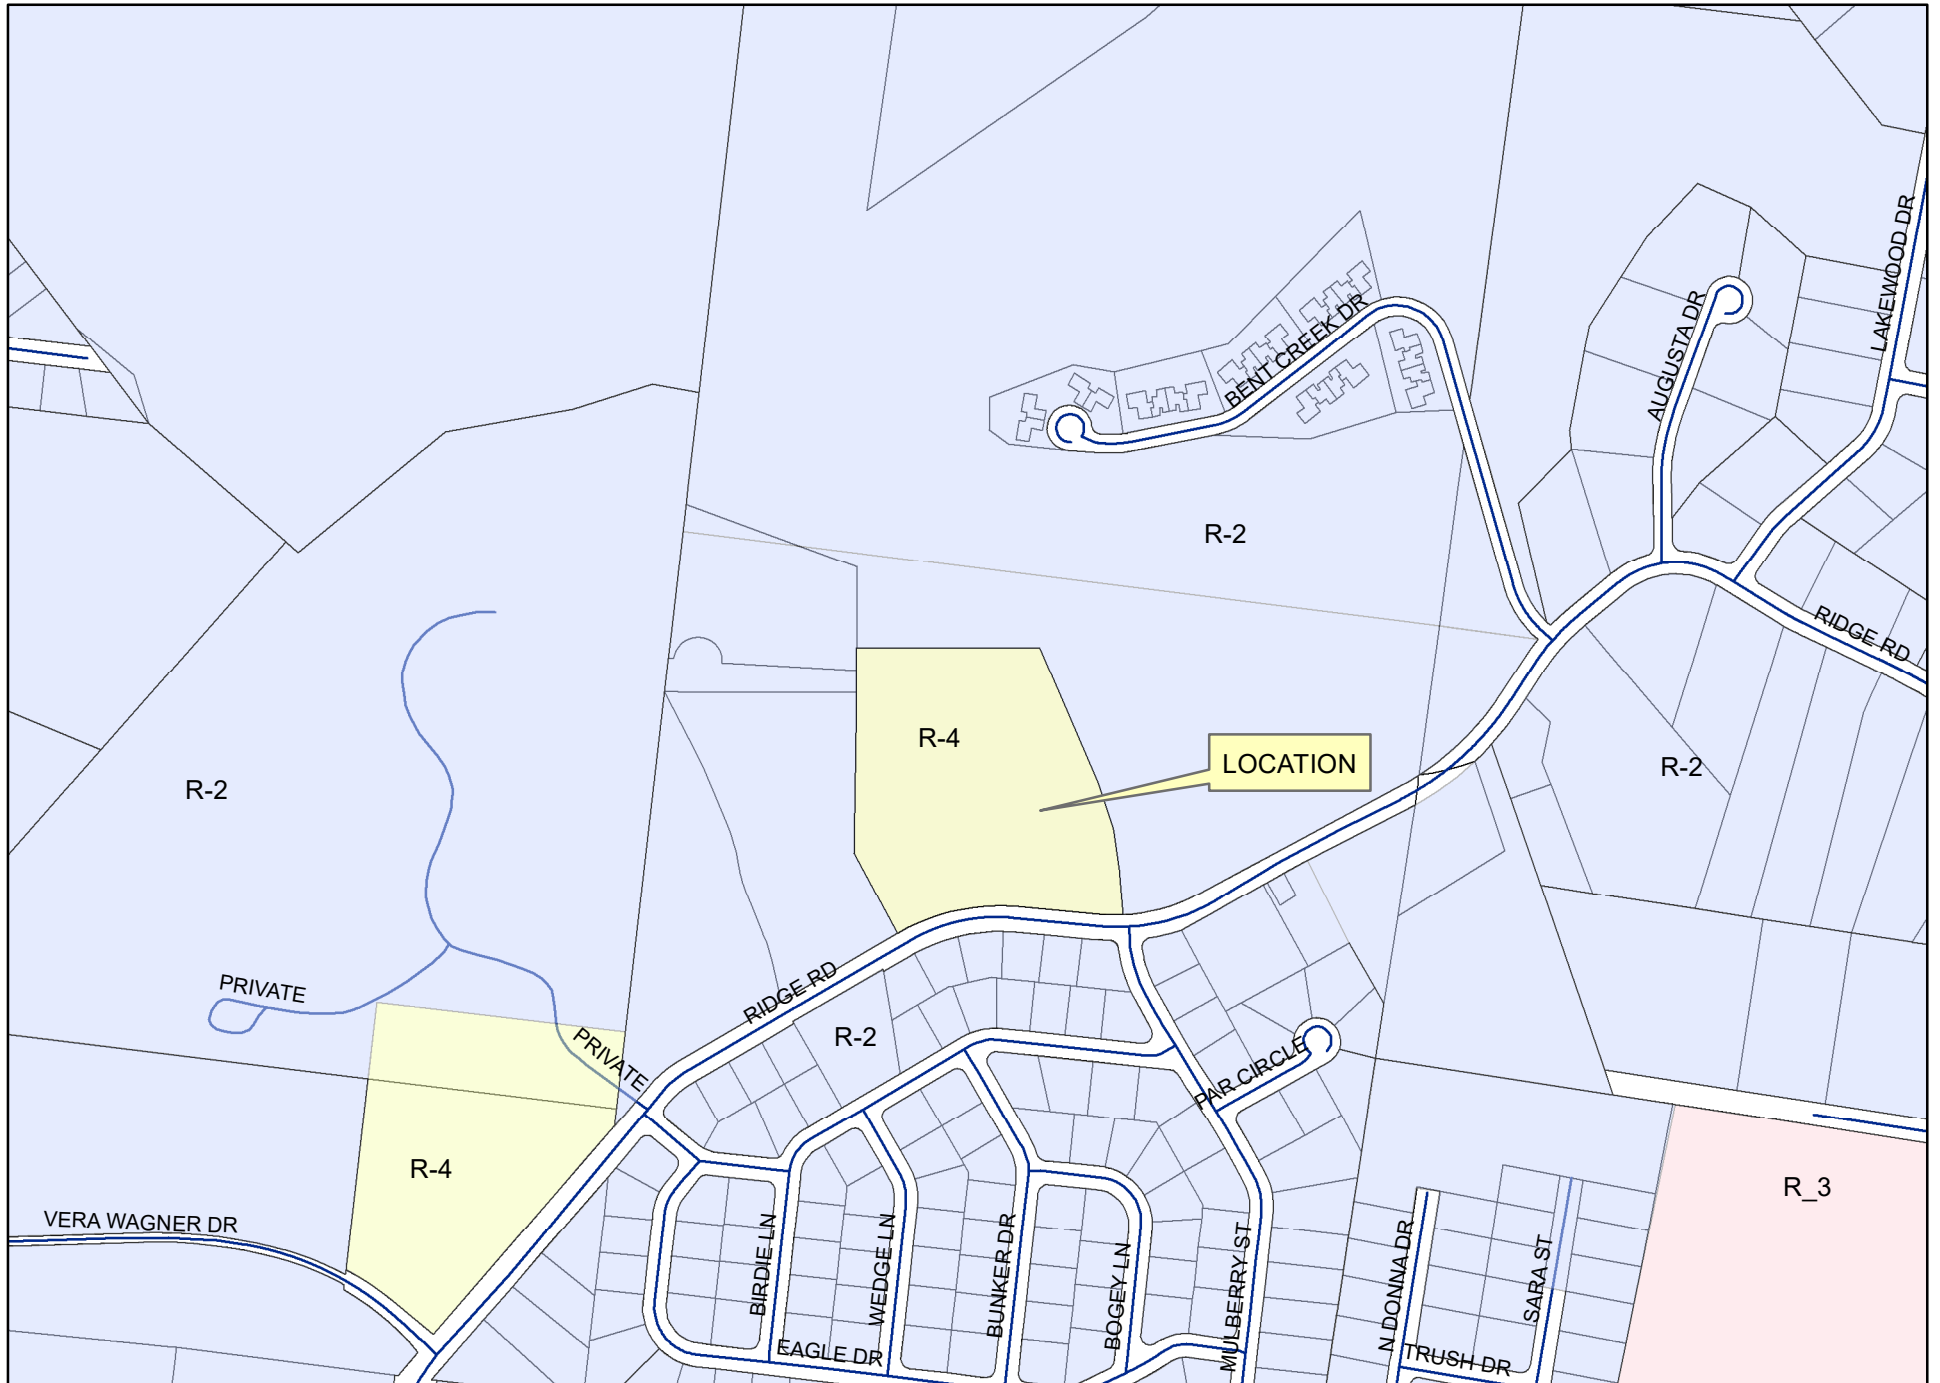 LAKEWOOD DR
AUGUSTA DR
BENT CREEK DR
R-2
RIDGE RD
R-4
LOCATION
R-2
R-2
PRIVATE
RIDGE RD
PRIVATE
R-2
PAR CIRCLE
R-4
R_3
VERA WAGNER DR
BIRDIE LN
WEDGE LN
BUNKER DR
BOGEY LN
MULBERRY ST
N DONNA DR
SARA ST
EAGLE DR
TRUSH DR